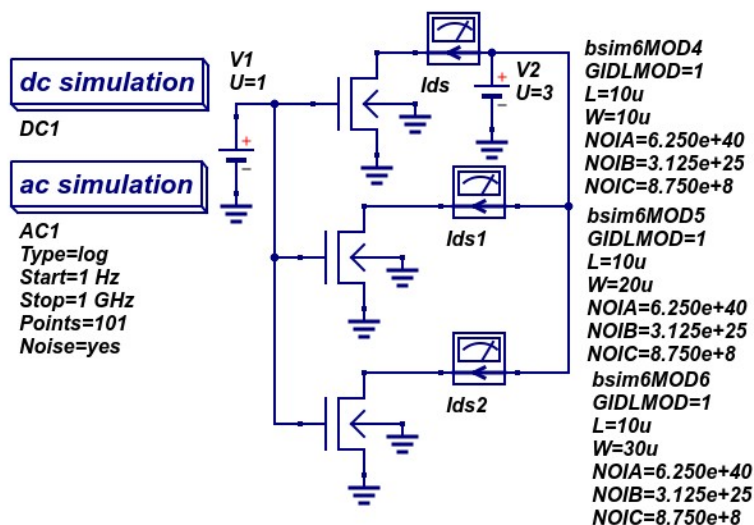 dc simulation
DC1
ac simulation
AC1
Type=log
Start=1 Hz
Stop=1 GHz
Points=101
Noise=yes
V1
U=1
+
−
Ids
V2
U=3
+
−
Ids1
Ids2
bsim6MOD4
GIDLMOD=1
L=10u
W=10u
NOIA=6.250e+40
NOIB=3.125e+25
NOIC=8.750e+8
bsim6MOD5
GIDLMOD=1
L=10u
W=20u
NOIA=6.250e+40
NOIB=3.125e+25
NOIC=8.750e+8
bsim6MOD6
GIDLMOD=1
L=10u
W=30u
NOIA=6.250e+40
NOIB=3.125e+25
NOIC=8.750e+8